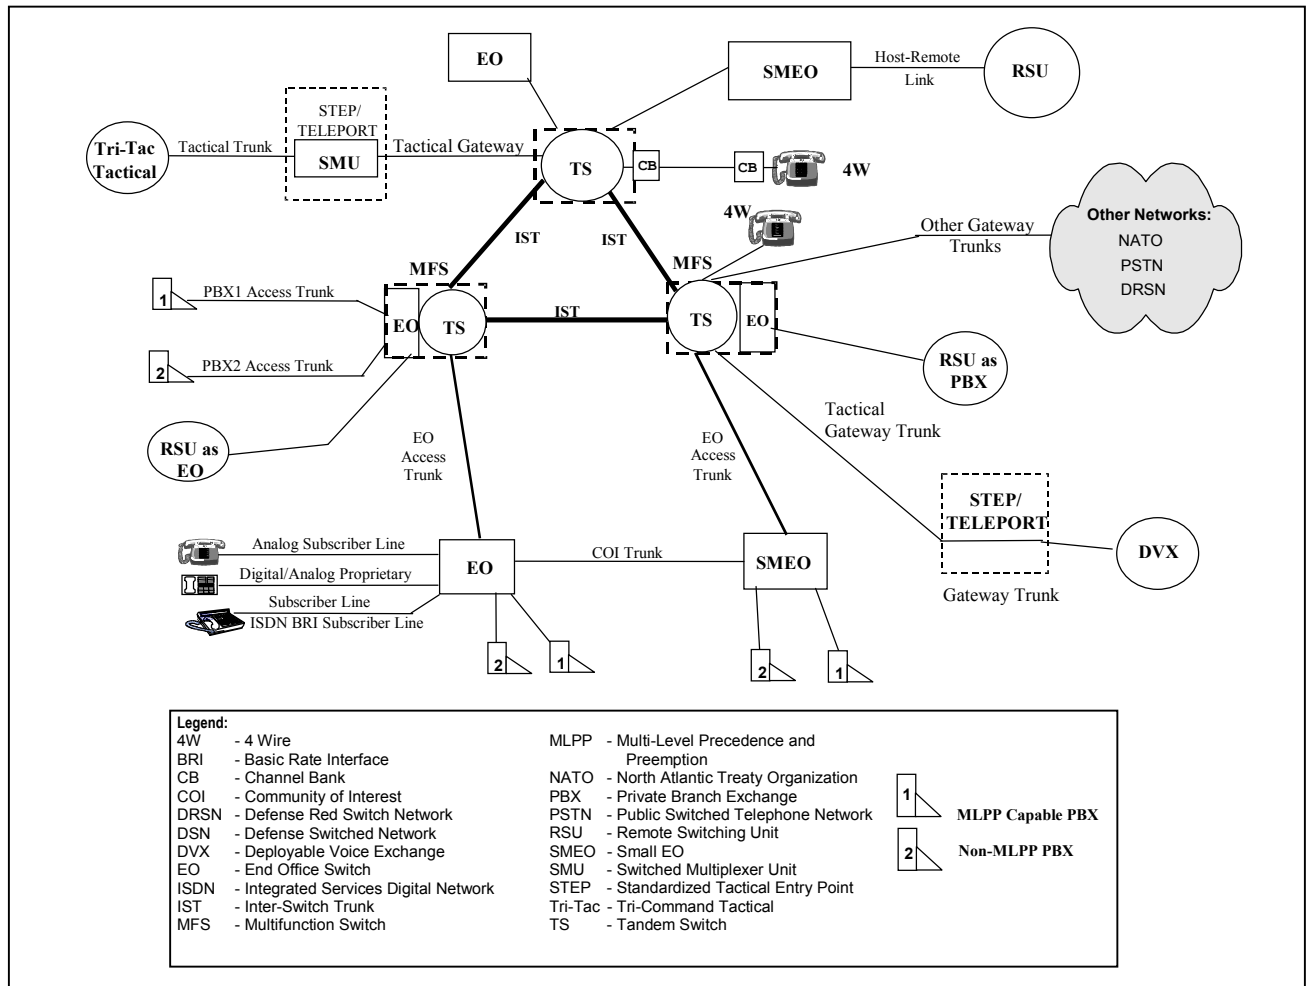 EO
SMEO
Host-Remote
Link
RSU
STEP/
TELEPORT
Tri-Tac
Tactical
Tactical Trunk
SMU
Tactical Gateway
TS
CB
CB
4W
4W
IST
IST
Other Gateway
Trunks
Other Networks:
NATO
PSTN
DRSN
MFS
MFS
1
PBX1 Access Trunk
EO
TS
IST
TS
EO
2
PBX2 Access Trunk
RSU as
PBX
RSU as
EO
EO
Access
Trunk
EO
Access
Trunk
Tactical
Gateway Trunk
STEP/
TELEPORT
DVX
Gateway Trunk
Analog Subscriber Line
Digital/Analog Proprietary
Subscriber Line
ISDN BRI Subscriber Line
EO
COI Trunk
SMEO
2
1
2
1
Legend:
4W - 4 Wire
BRI - Basic Rate Interface
CB - Channel Bank
COI - Community of Interest
DRSN - Defense Red Switch Network
DSN - Defense Switched Network
DVX - Deployable Voice Exchange
EO - End Office Switch
ISDN - Integrated Services Digital Network
IST - Inter-Switch Trunk
MFS - Multifunction Switch
MLPP - Multi-Level Precedence and
Preemption
NATO - North Atlantic Treaty Organization
PBX - Private Branch Exchange
PSTN - Public Switched Telephone Network
RSU - Remote Switching Unit
SMEO - Small EO
SMU - Switched Multiplexer Unit
STEP - Standardized Tactical Entry Point
Tri-Tac - Tri-Command Tactical
TS - Tandem Switch
1
MLPP Capable PBX
2
Non-MLPP PBX